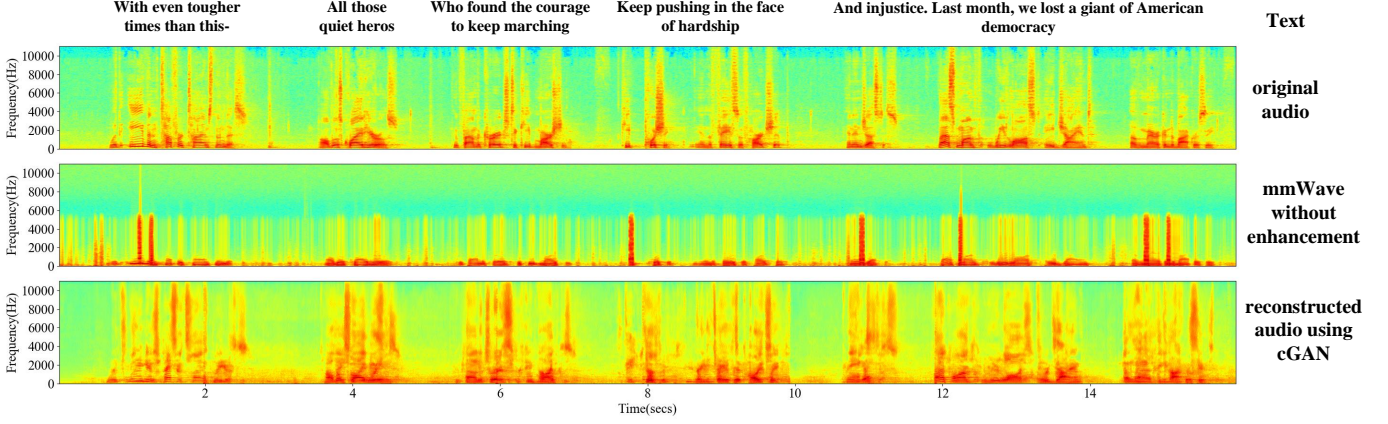 With even tougher
times than this-
All those
quiet heros
Who found the courage
to keep marching
Keep pushing in the face
of hardship
And injustice. Last month, we lost a giant of American
democracy
Text
Frequency(Hz)
10000
8000
6000
4000
2000
0
original
audio
Frequency(Hz)
10000
8000
6000
4000
2000
0
mmWave
without
enhancement
Frequency(Hz)
10000
8000
6000
4000
2000
0
reconstructed
audio using
cGAN
2
4
6
8
10
12
14
Time(secs)